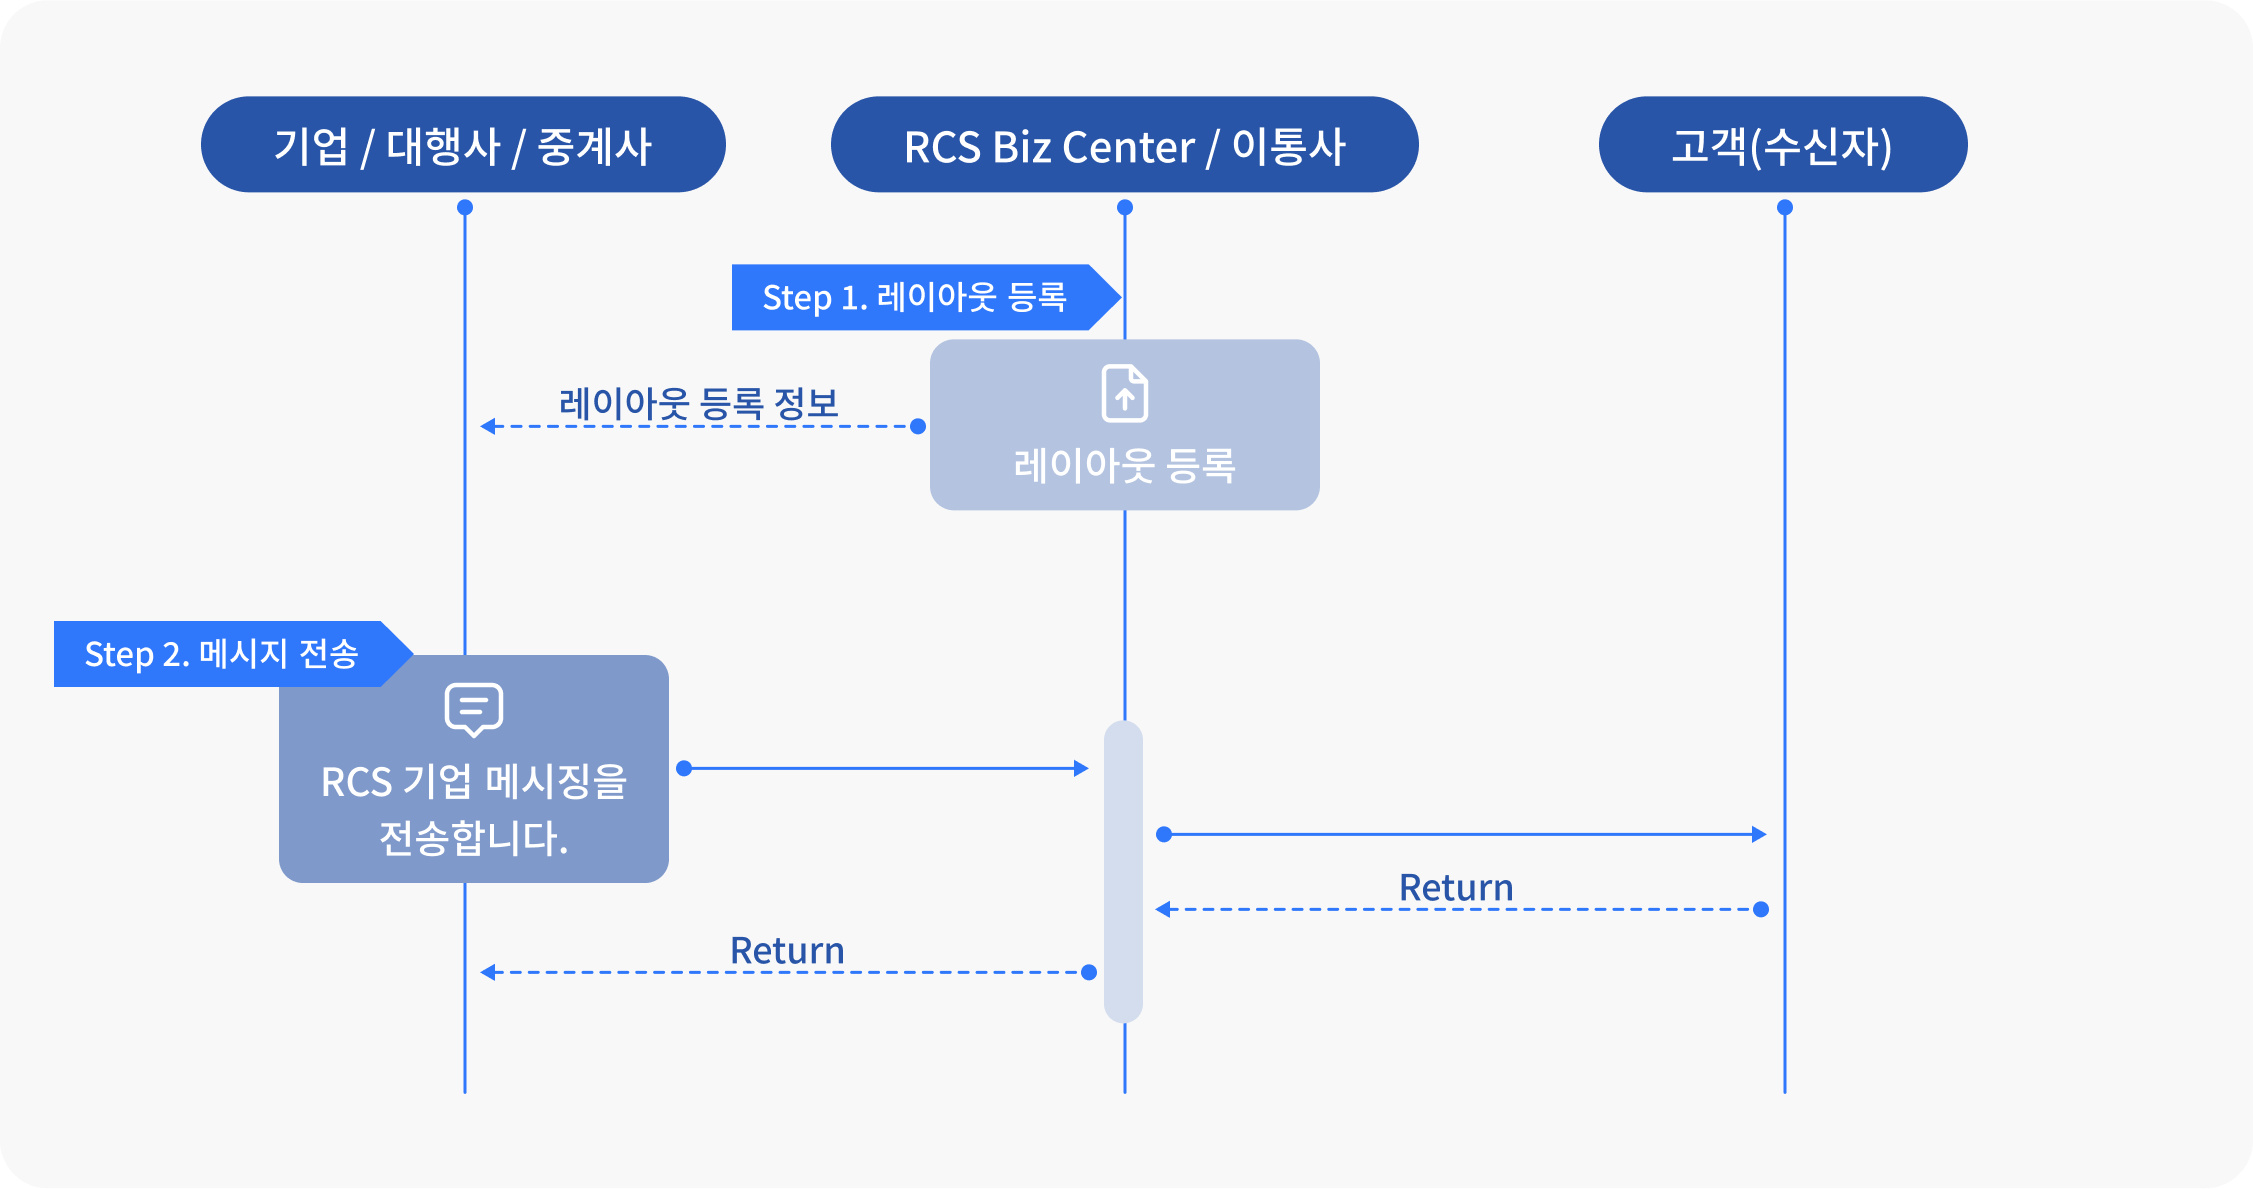 기업 / 대행사 / 중계사
RCS Biz Center / 이통사
고객(수신자)
Step 1. 레이아웃 등록
레이아웃 등록 정보
레이아웃 등록
Step 2. 메시지 전송
RCS 기업 메시징을
전송합니다.
Return
Return